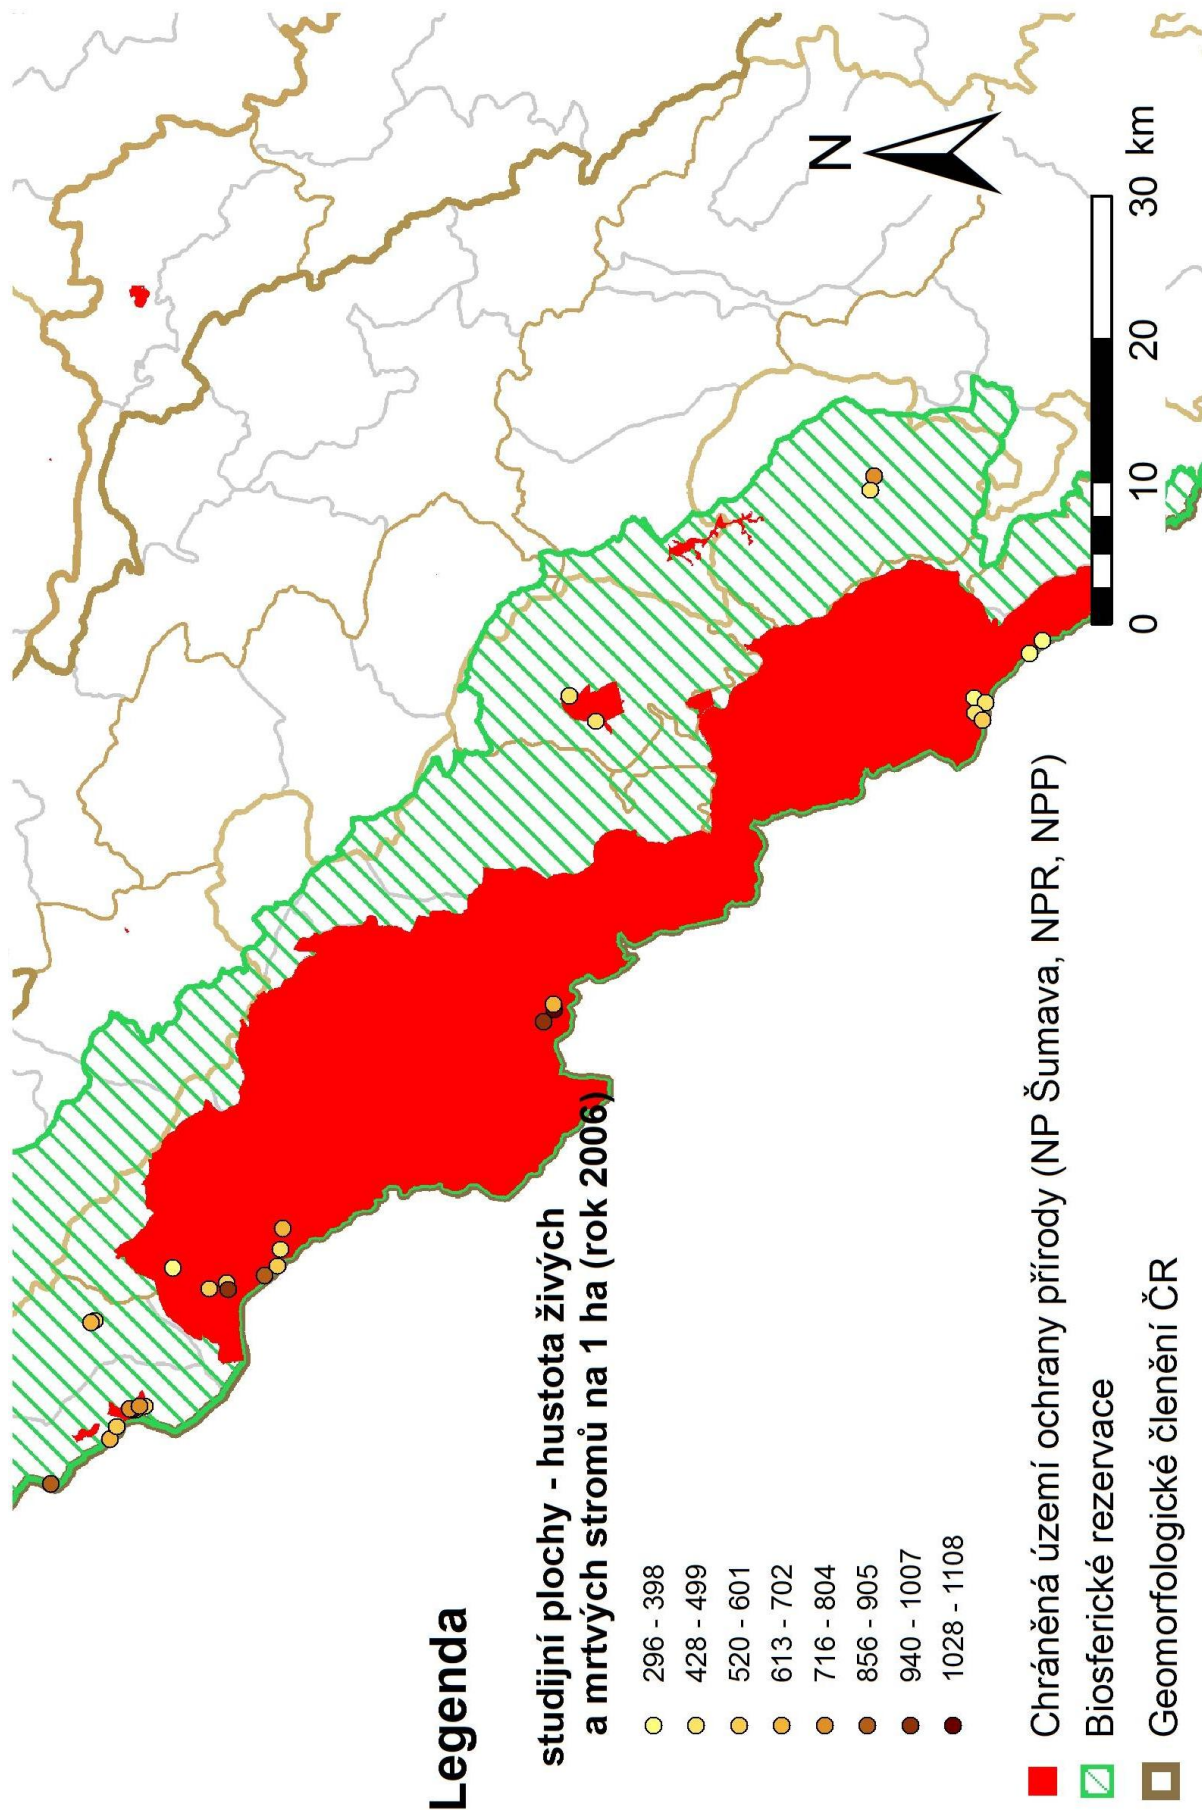 Legenda
studijní plochy - hustota živých
a mrtvých stromů na 1 ha (rok 2006)
296 - 398
428 - 499
520 - 601
613 - 702
716 - 804
856 - 905
940 - 1007
1028 - 1108
Chráněná území ochrany přírody (NP Šumava, NPR, NPP)
Biosferické rezervace
Geomorfologické členění ČR
N
0 10 20 30 km